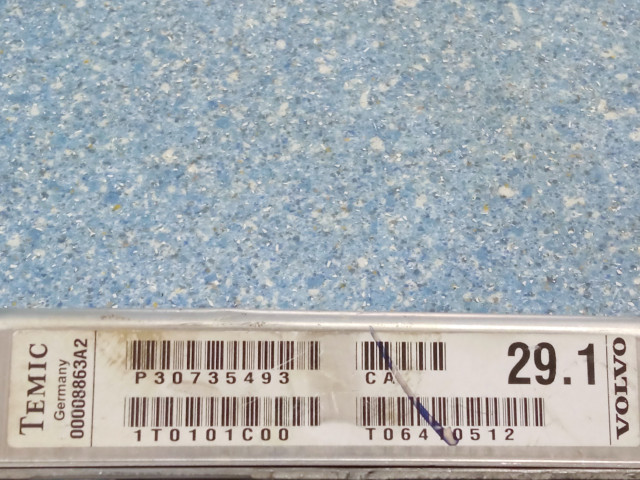 TEMIC
Germany
00008863A2
P30735493
CA
29.1
1T0101C00
T06410512
VOLVO